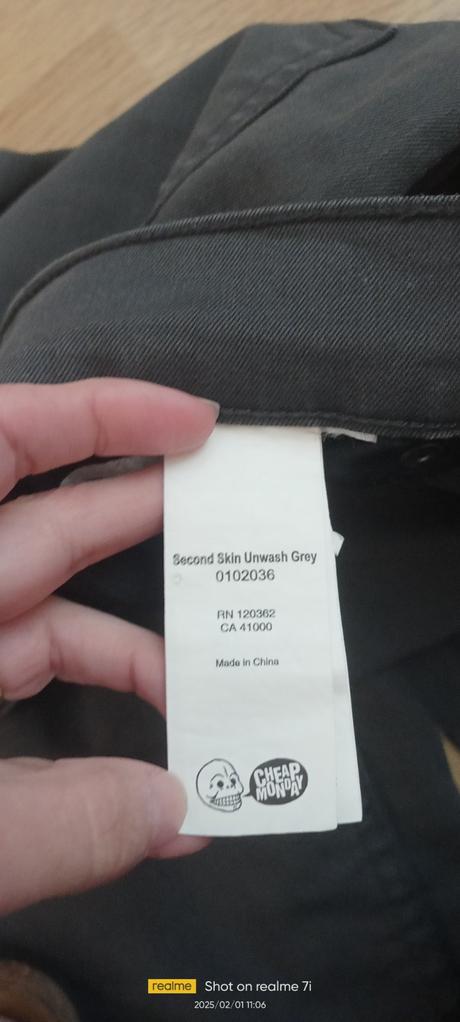 Second Skin Unwash Grey
0102036
RN 120362
CA 41000
Made in China
CHEAP
MONDAY
realme Shot on realme 7i
2025/02/01 11:06